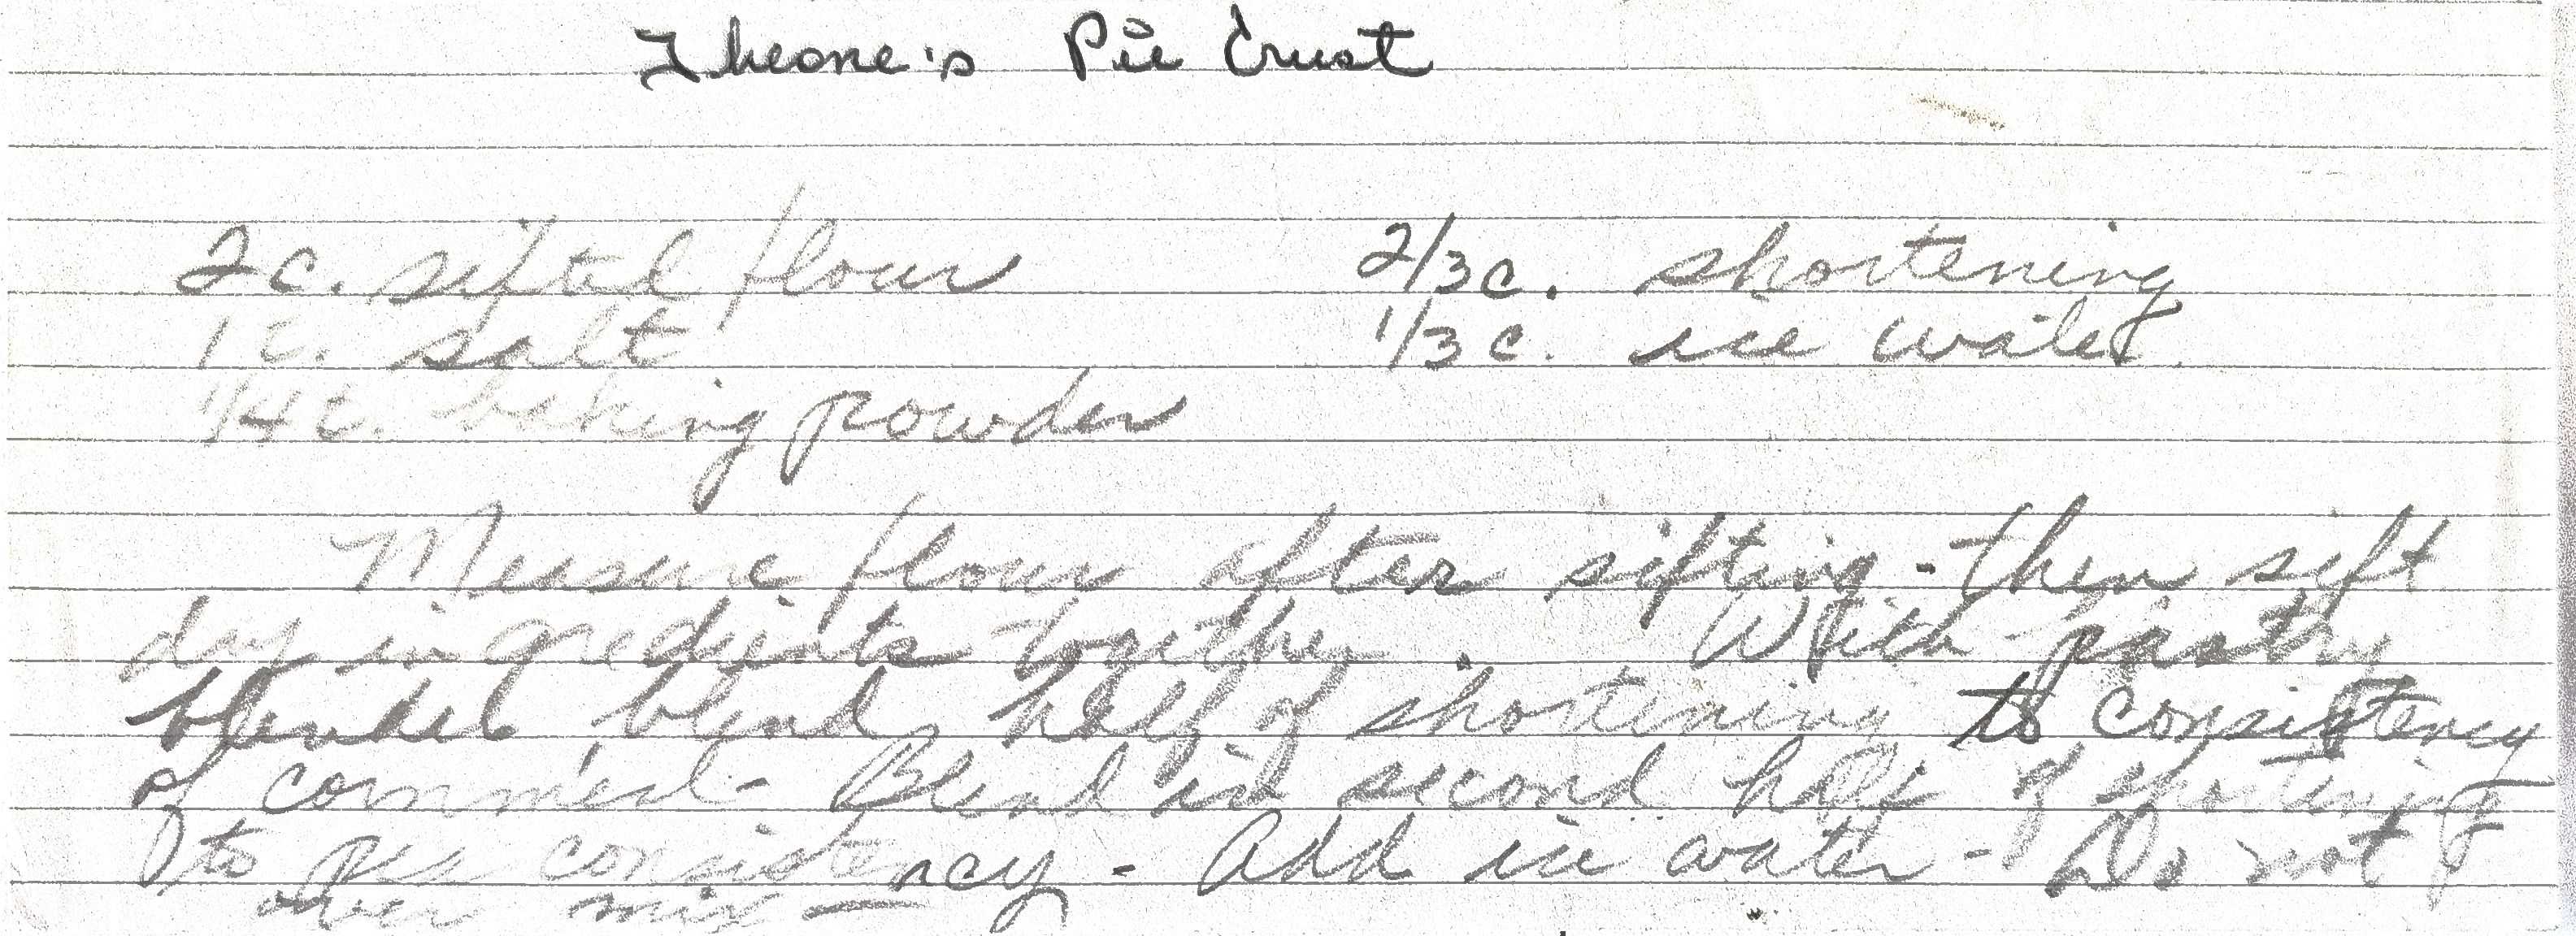 Theone's Pie Crust
2 c. sifted flour 2/3 c. shortening
1 t. salt 1/3 c. ice water
1/4 t. baking powder
Measure flour after sifting - then sift
dry ingredients together. With pastry
blender, blend half of shortening to consistency
of cornmeal - Blend in second half of shortening
to pea consistency - Add ice water - Do not
over mix -